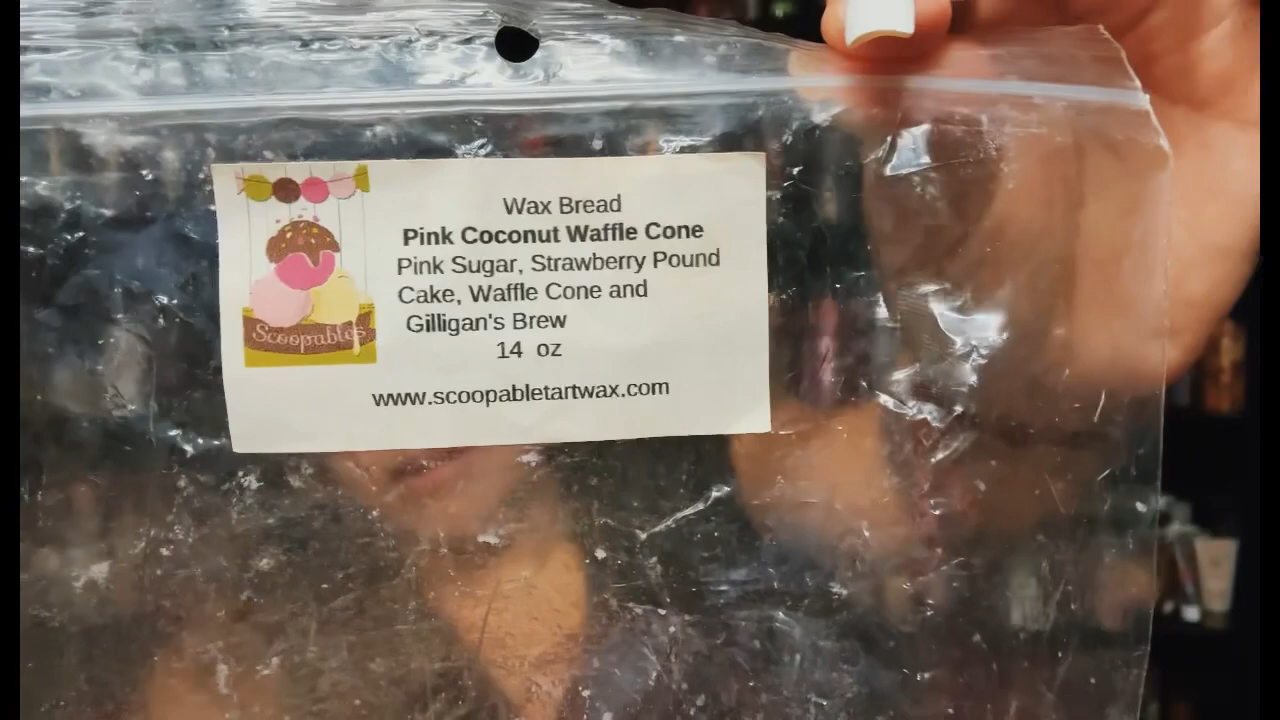 Scoopables
Wax Bread
Pink Coconut Waffle Cone
Pink Sugar, Strawberry Pound
Cake, Waffle Cone and
Gilligan's Brew
14 oz
www.scoopabletartwax.com